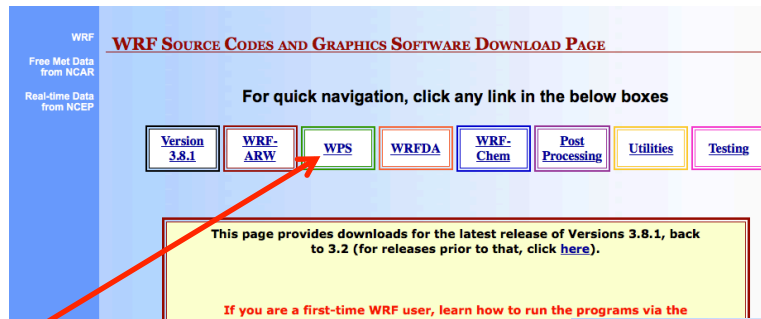 WRF
Free Met Data
from NCAR
Real-time Data
from NCEP
WRF SOURCE CODES AND GRAPHICS SOFTWARE DOWNLOAD PAGE
For quick navigation, click any link in the below boxes
Version
3.8.1
WRF-
ARW
WPS
WRFDA
WRF-
Chem
Post
Processing
Utilities
Testing
This page provides downloads for the latest release of Versions 3.8.1, back
to 3.2 (for releases prior to that, click here).
If you are a first-time WRF user, learn how to run the programs via the